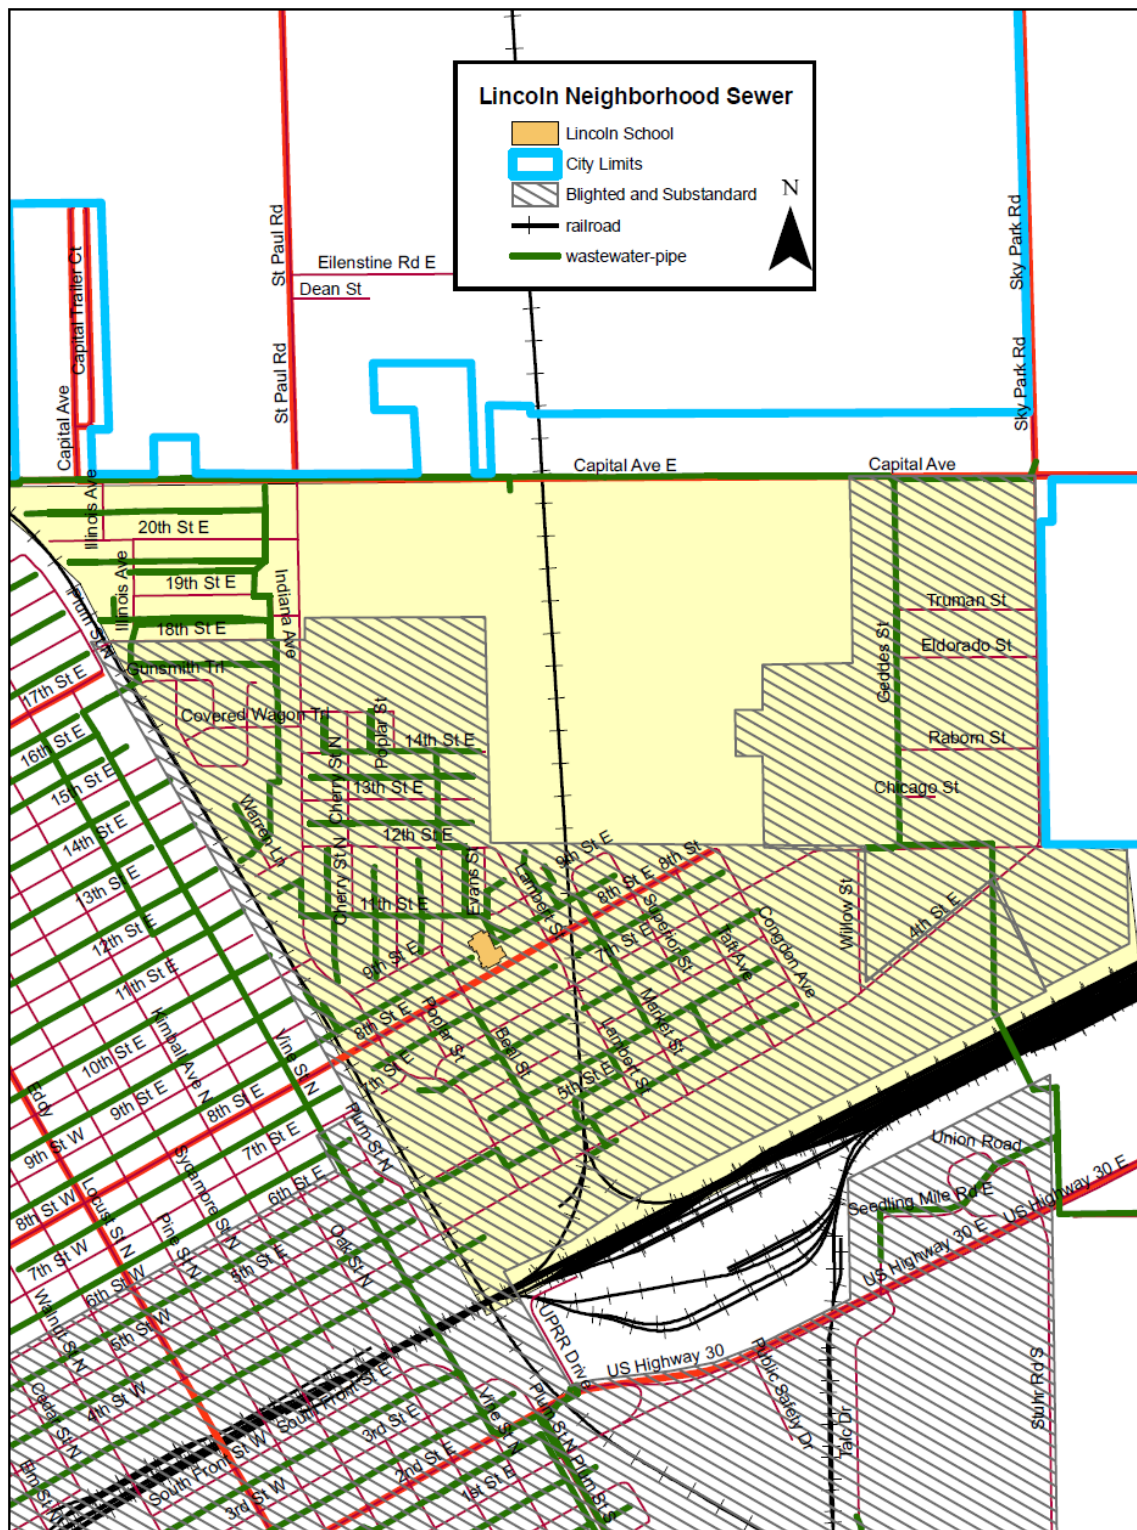 Lincoln Neighborhood Sewer
Lincoln School
City Limits
Blighted and Substandard
railroad
wastewater-pipe
N
St Paul Rd
Sky Park Rd
Capital Trailer Ct
Eilenstine Rd E
Dean St
St Paul Rd
Sky Park Rd
Capital Ave
Capital Ave E
Capital Ave
Illinois Ave
20th St E
Illinois Ave
19th St E
Indiana Ave
Plum St N
18th St E
Truman St
Eldorado St
Geddes St
Gunsmith Trl
17th St E
Covered Wagon Trl
Poplar St
Cherry St N
14th St E
Raborn St
16th St E
15th St E
13th St E
Chicago St
Warren Ln
12th St E
14th St E
9th St E
8th St
Cherry St N
Evans St
Lambert St
8th St E
13th St E
11th St E
Superior St
Willow St
4th St E
12th St E
9th St E
7th St E
Taft Ave
Congdon Ave
11th St E
Kimball Ave N
Vine St N
8th St E
Poplar St
Beal St
Market St
Lambert St
10th St E
7th St E
5th St E
Eddy
9th St E
8th St E
Plum St N
9th St W
7th St E
Sycamore St N
6th St E
Union Road
8th St W
Locust St N
Pine St N
Oak St N
Seedling Mile Rd E
US Highway 30 E
US Highway 30 E
7th St W
6th St W
5th St E
Walnut St N
5th St W
UPRR Drive
US Highway 30
Public Safety Dr
Talc Dr
Stuhr Rd S
4th St W
Cedar St N
South Front St E
3rd St E
Vine St N
Plum St N
Elm St N
South Front St W
2nd St E
3rd St W
1st St E
Plum St S